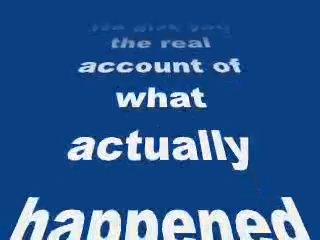 the real
account of
what
actually
happened